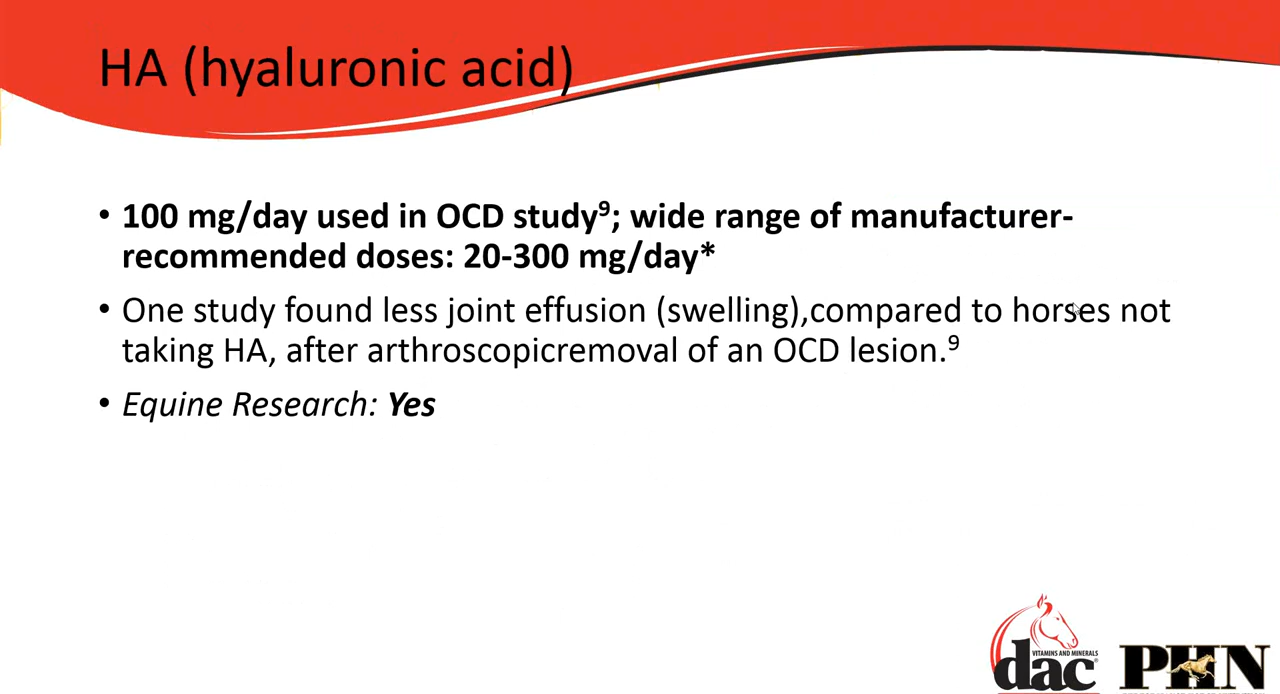 HA (hyaluronic acid)
• 100 mg/day used in OCD study⁹; wide range of manufacturer-
recommended doses: 20-300 mg/day*
• One study found less joint effusion (swelling),compared to horses not
taking HA, after arthroscopicremoval of an OCD lesion.⁹
• Equine Research: Yes
dac®
VITAMINS AND MINERALS
PHN